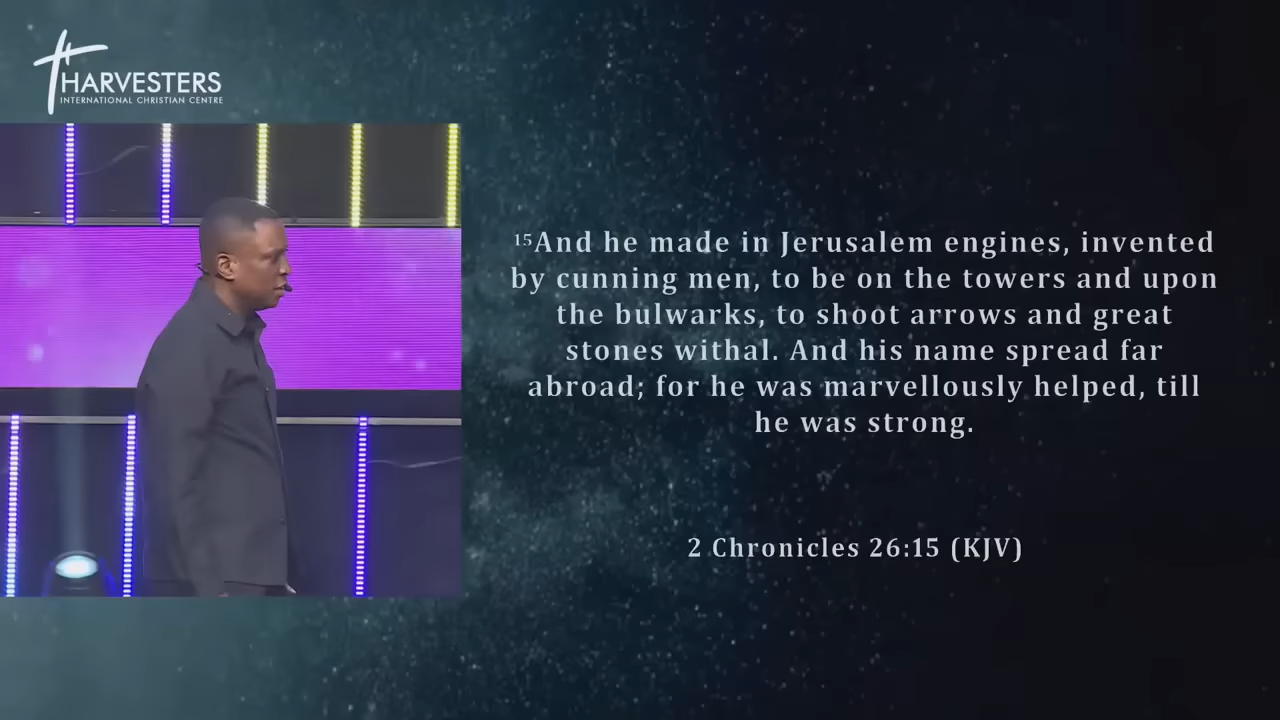 HARVESTERS
INTERNATIONAL CHRISTIAN CENTRE
15And he made in Jerusalem engines, invented
by cunning men, to be on the towers and upon
the bulwarks, to shoot arrows and great
stones withal. And his name spread far
abroad; for he was marvellously helped, till
he was strong.
2 Chronicles 26:15 (KJV)